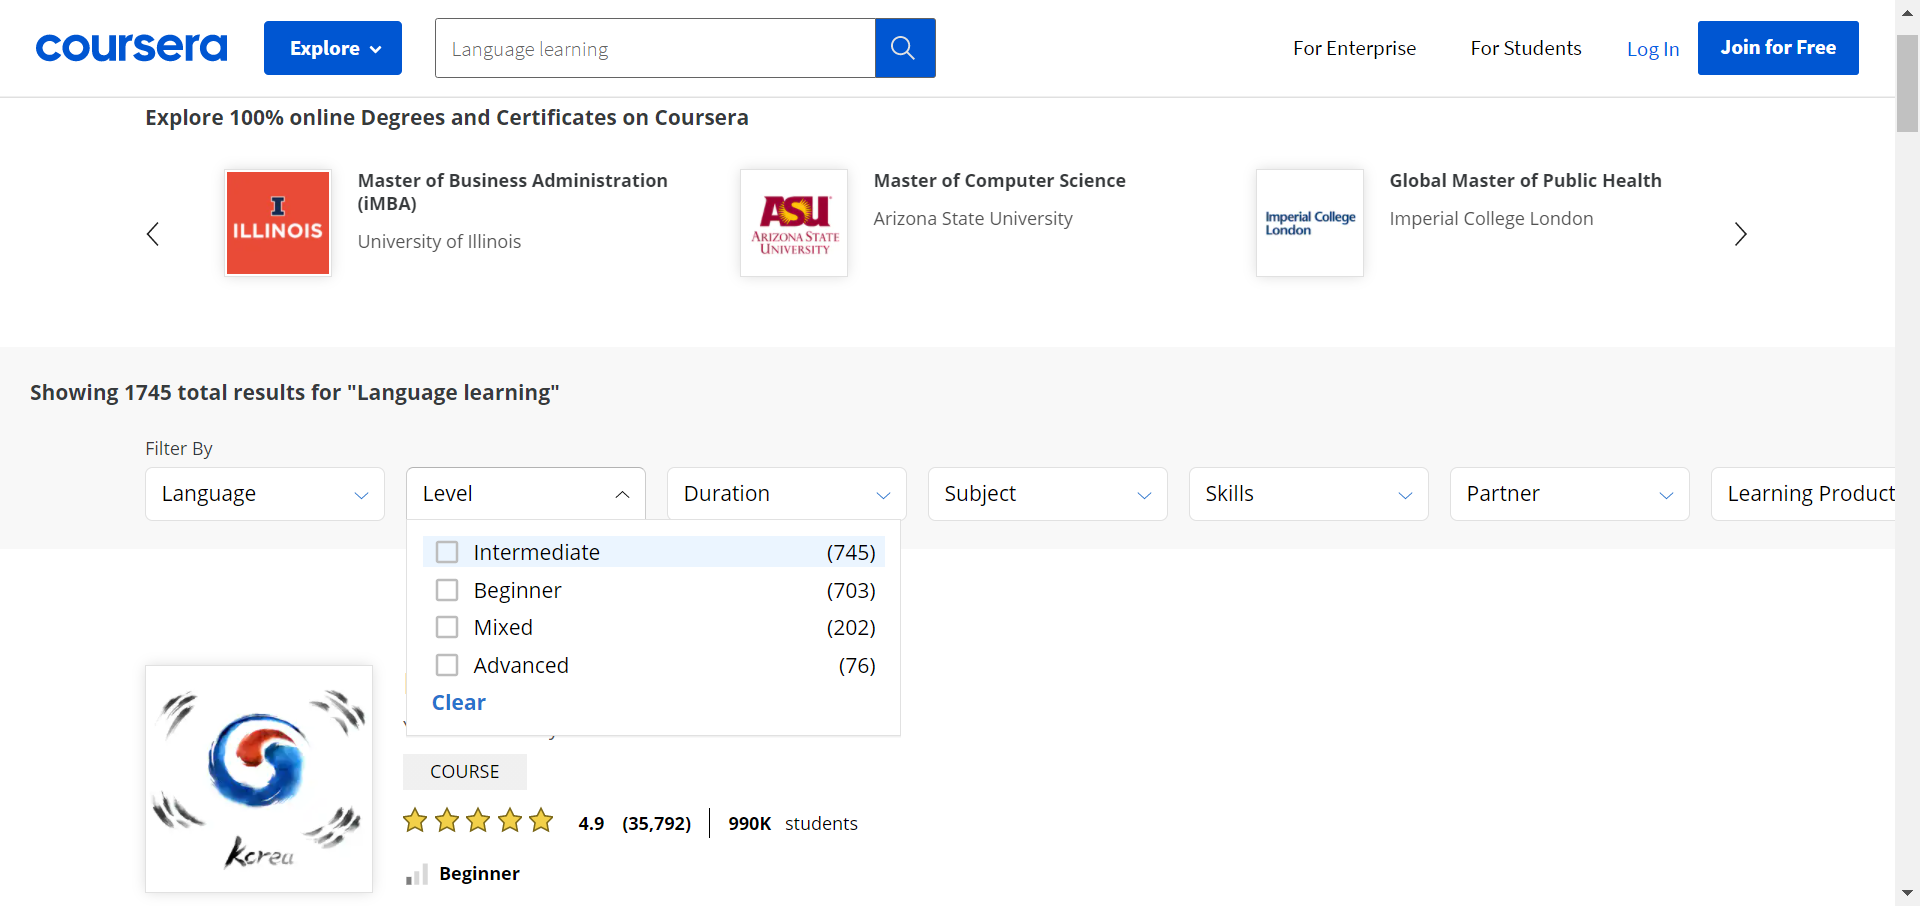 coursera
Explore
Language learning
For Enterprise
For Students
Log In
Join for Free
Explore 100% online Degrees and Certificates on Coursera
I
ILLINOIS
Master of Business Administration
(iMBA)
University of Illinois
ASU
ARIZONA STATE
UNIVERSITY
Master of Computer Science
Arizona State University
Imperial College
London
Global Master of Public Health
Imperial College London
Showing 1745 total results for "Language learning"
Filter By
Language
Level
Duration
Subject
Skills
Partner
Learning Product
Intermediate (745)
Beginner (703)
Mixed (202)
Advanced (76)
Clear
Korea
COURSE
4.9 (35,792) 990K students
Beginner